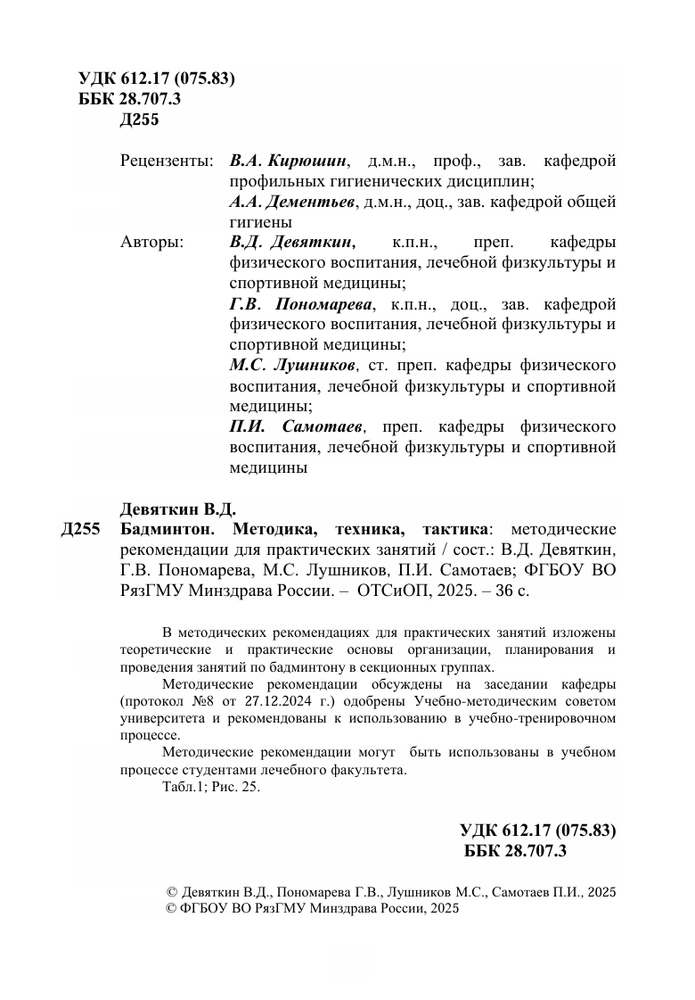 УДК 612.17 (075.83)
ББК 28.707.3
Д255
Рецензенты: В.А. Кирюшин, д.м.н., проф., зав. кафедрой
профильных гигиенических дисциплин;
А.А. Дементьев, д.м.н., доц., зав. кафедрой общей
гигиены
Авторы: В.Д. Девяткин, к.п.н., преп. кафедры
физического воспитания, лечебной физкультуры и
спортивной медицины;
Г.В. Пономарева, к.п.н., доц., зав. кафедрой
физического воспитания, лечебной физкультуры и
спортивной медицины;
М.С. Лушников, ст. преп. кафедры физического
воспитания, лечебной физкультуры и спортивной
медицины;
П.И. Самотаев, преп. кафедры физического
воспитания, лечебной физкультуры и спортивной
медицины
Девяткин В.Д.
Д255 Бадминтон. Методика, техника, тактика: методические
рекомендации для практических занятий / сост.: В.Д. Девяткин,
Г.В. Пономарева, М.С. Лушников, П.И. Самотаев; ФГБОУ ВО
РязГМУ Минздрава России. – ОТСиОП, 2025. – 36 с.
В методических рекомендациях для практических занятий изложены
теоретические и практические основы организации, планирования и
проведения занятий по бадминтону в секционных группах.
Методические рекомендации обсуждены на заседании кафедры
(протокол №8 от 27.12.2024 г.) одобрены Учебно-методическим советом
университета и рекомендованы к использованию в учебно-тренировочном
процессе.
Методические рекомендации могут быть использованы в учебном
процессе студентами лечебного факультета.
Табл.1; Рис. 25.
УДК 612.17 (075.83)
ББК 28.707.3
© Девяткин В.Д., Пономарева Г.В., Лушников М.С., Самотаев П.И., 2025
© ФГБОУ ВО РязГМУ Минздрава России, 2025